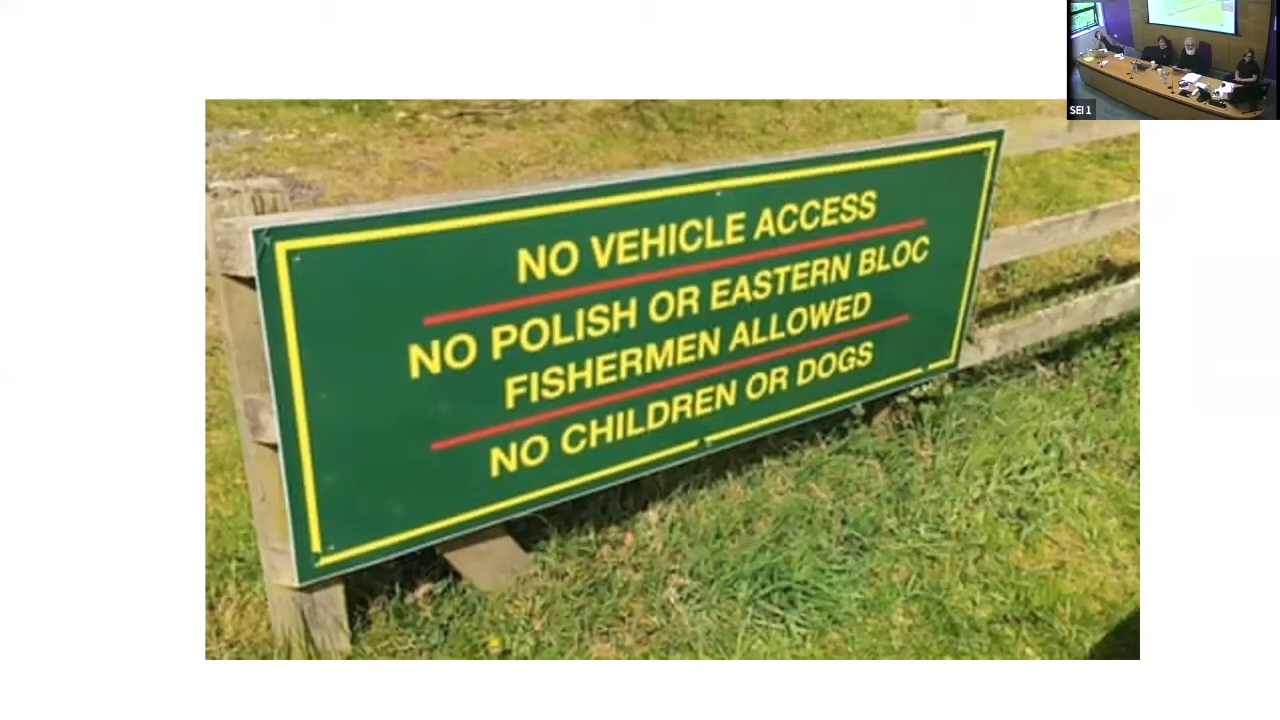 SEI 1
NO VEHICLE ACCESS
NO POLISH OR EASTERN BLOC
FISHERMEN ALLOWED
NO CHILDREN OR DOGS